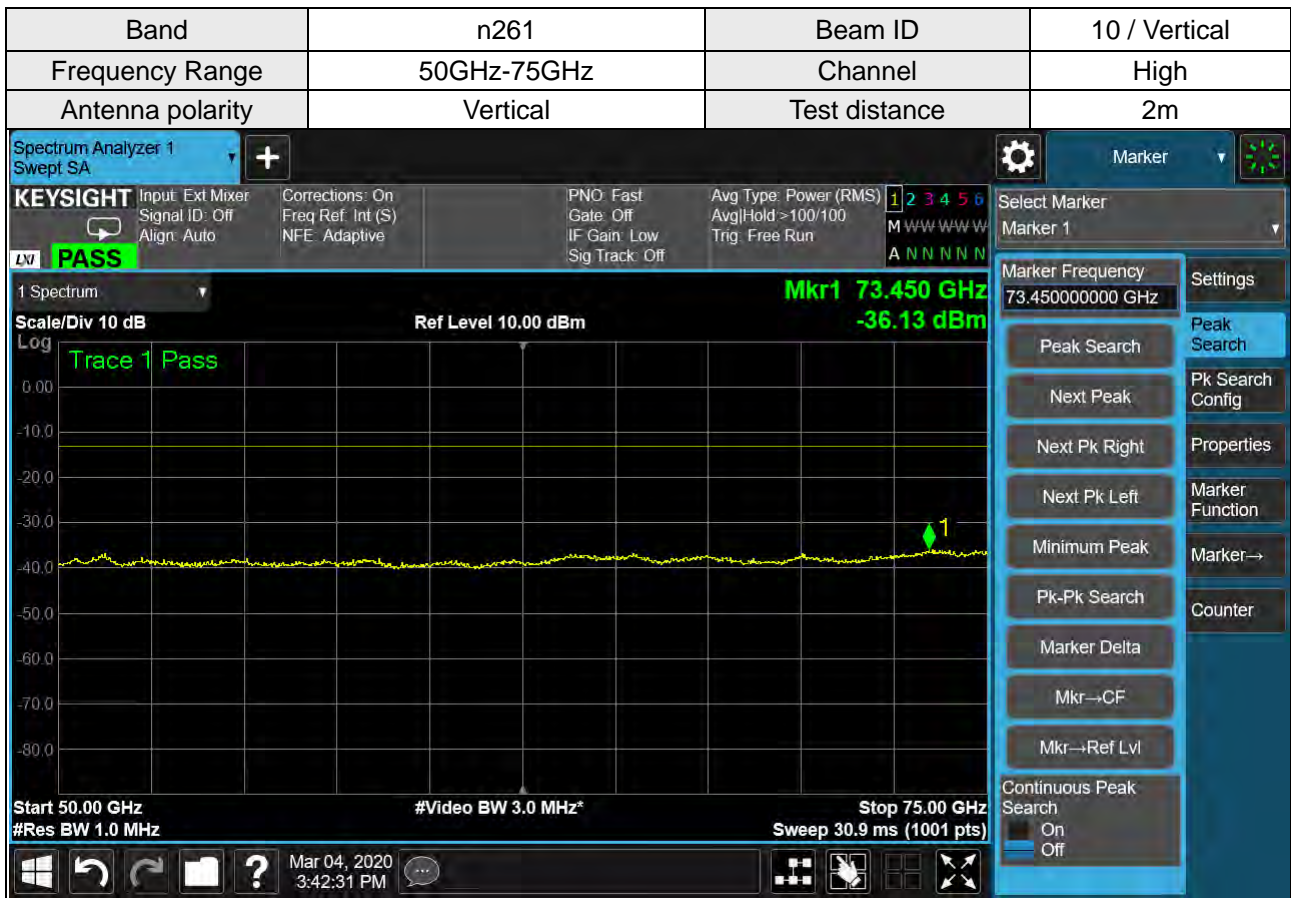 Band n261 Beam ID 10 / Vertical
Frequency Range 50GHz-75GHz Channel High
Antenna polarity Vertical Test distance 2m
Spectrum Analyzer 1
Swept SA
+
Marker
KEYSIGHT
Input: Ext Mixer
Signal ID: Off
Align: Auto
Corrections: On
Freq Ref: Int (S)
NFE: Adaptive
PNO: Fast
Gate: Off
IF Gain: Low
Sig Track: Off
Avg Type: Power (RMS)
Avg|Hold >100/100
Trig: Free Run
1 2 3 4 5 6
M W W W W W
A N N N N N
LXI PASS
Select Marker
Marker 1
1 Spectrum
Mkr1 73.450 GHz
-36.13 dBm
Scale/Div 10 dB
Ref Level 10.00 dBm
Log
Trace 1 Pass
0.00
-10.0
-20.0
-30.0
-40.0
-50.0
-60.0
-70.0
-80.0
1
Start 50.00 GHz
#Video BW 3.0 MHz*
Stop 75.00 GHz
#Res BW 1.0 MHz
Sweep 30.9 ms (1001 pts)
Marker Frequency
73.450000000 GHz
Peak Search
Next Peak
Next Pk Right
Next Pk Left
Minimum Peak
Pk-Pk Search
Marker Delta
Mkr→CF
Mkr→Ref Lvl
Continuous Peak
Search
On
Off
Settings
Peak
Search
Pk Search
Config
Properties
Marker
Function
Marker→
Counter
?
Mar 04, 2020
3:42:31 PM